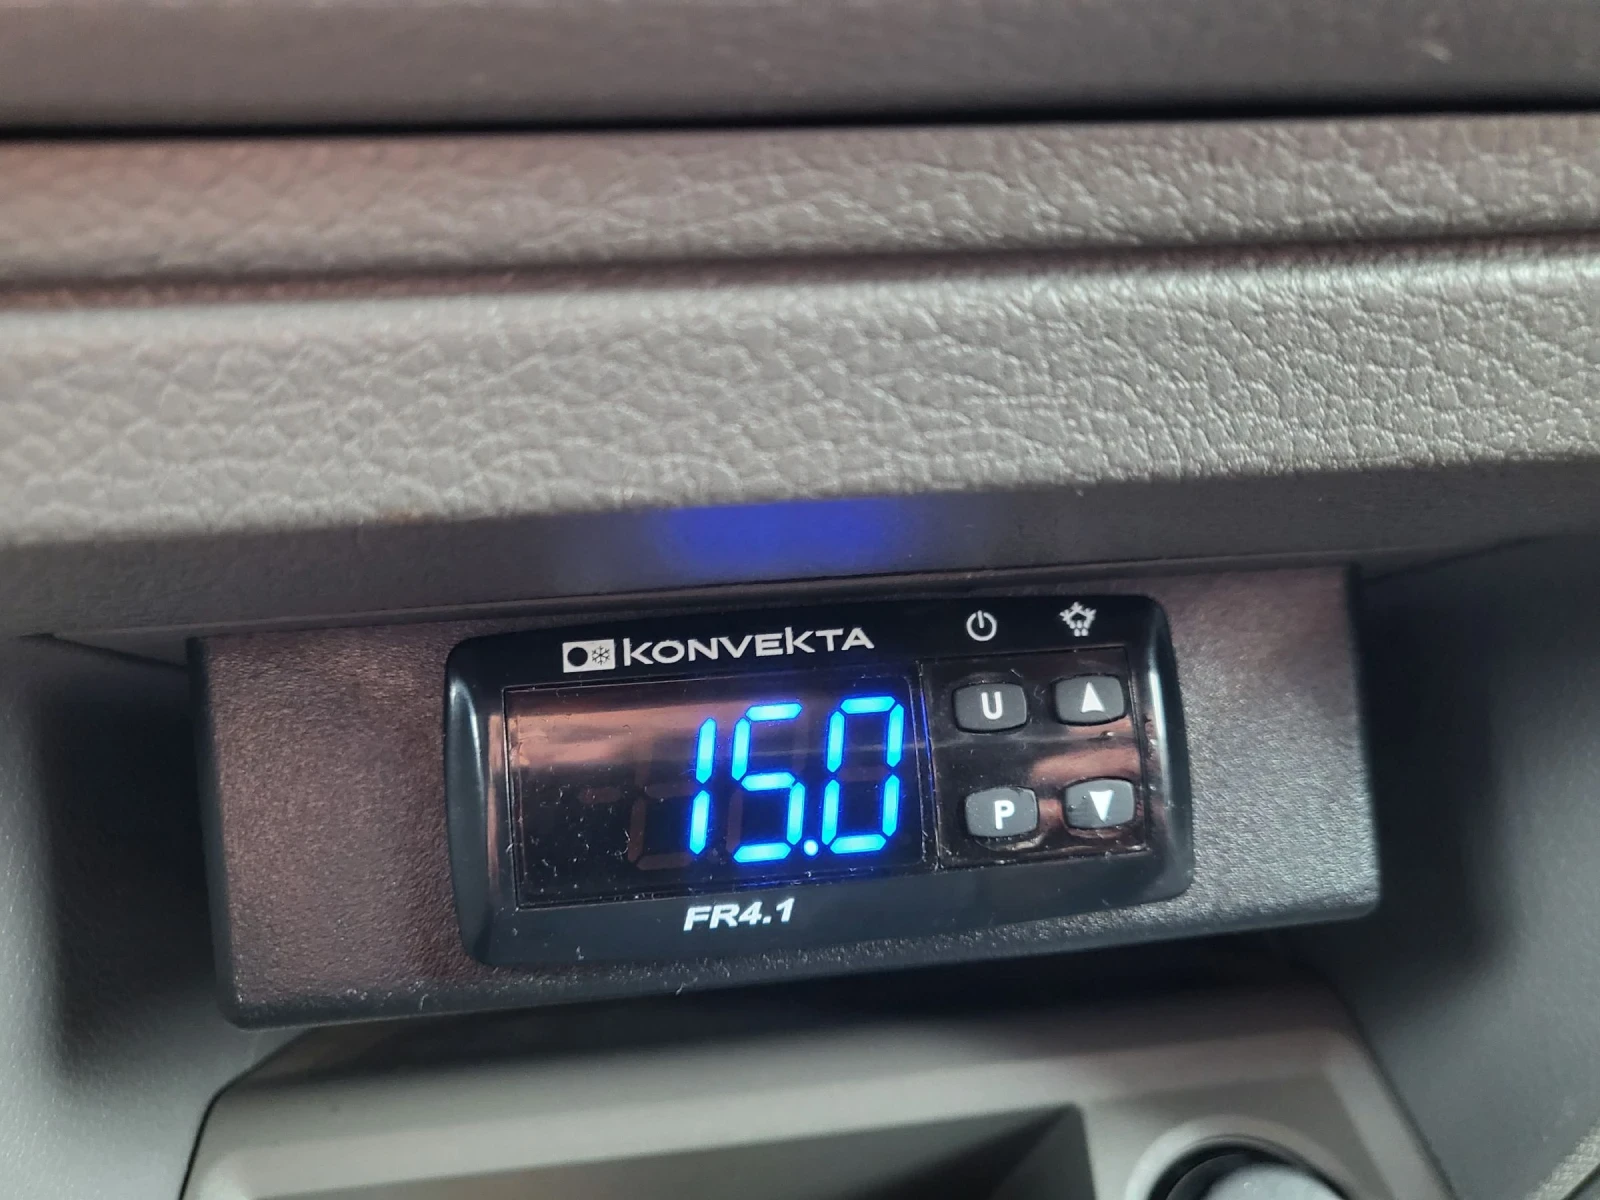 KONVEKTA
15.0
U
P
FR4.1